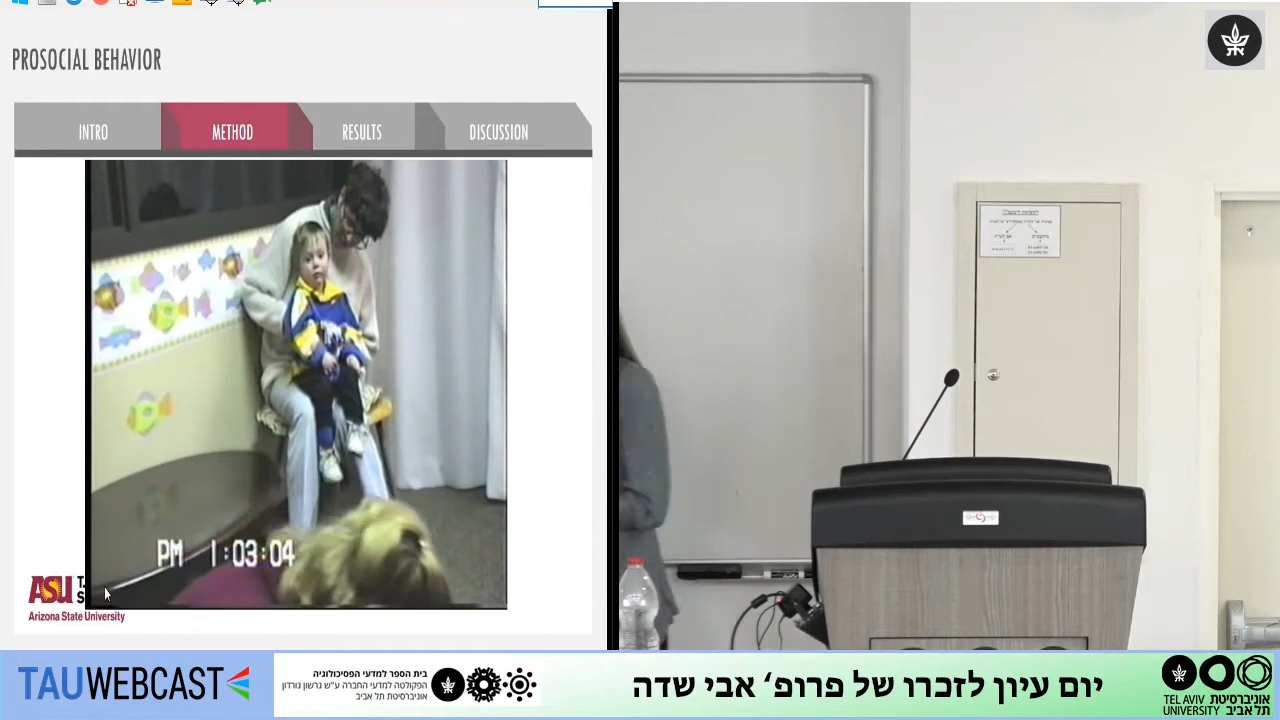 PROSOCIAL BEHAVIOR
INTRO
METHOD
RESULTS
DISCUSSION
PM 1:03:04
ASU
Arizona State University
TAUWEBCAST
בית הספר למדעי הפסיכולוגיה
הפקולטה למדעי החברה ע"ש גרשון גורדון
אוניברסיטת תל אביב
יום עיון לזכרו של פרופ׳ אבי שדה
TEL AVIV UNIVERSITY
אוניברסיטת תל אביב